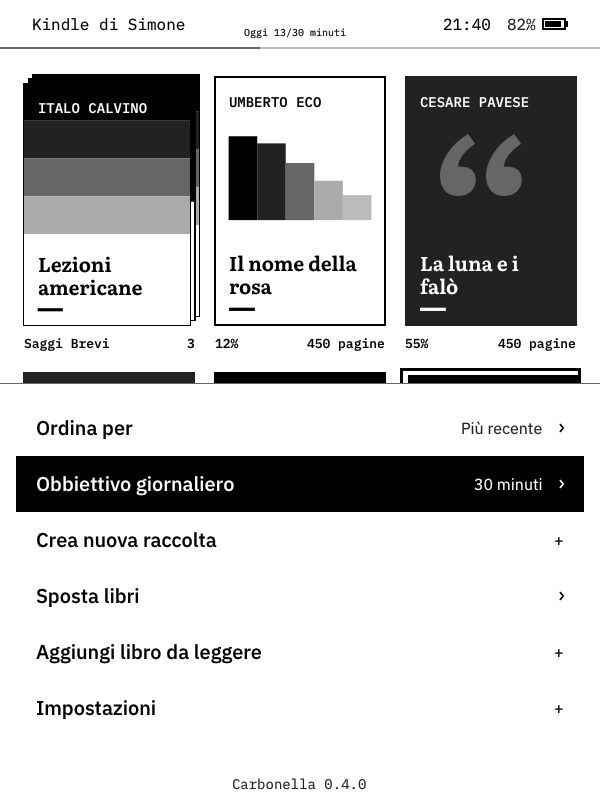 Kindle di Simone
Oggi 13/30 minuti
21:40 82%
ITALO CALVINO
Lezioni
americane
Saggi Brevi 3
UMBERTO ECO
Il nome della
rosa
12% 450 pagine
CESARE PAVESE
La luna e i
falò
55% 450 pagine
Ordina per Più recente ›
Obbiettivo giornaliero 30 minuti ›
Crea nuova raccolta +
Sposta libri ›
Aggiungi libro da leggere +
Impostazioni +
Carbonella 0.4.0